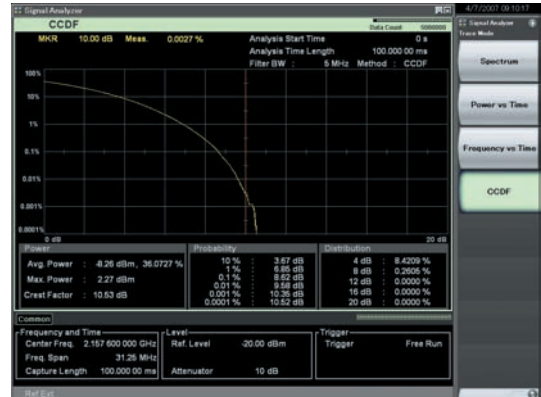 Signal Analyzer
4/7/2007 09:10:17
CCDF
Data Count 5000000
MKR 10.00 dB Meas. 0.0027 %
Analysis Start Time 0 s
Analysis Time Length 100.000 00 ms
Filter BW : 5 MHz Method : CCDF
100%
10%
1%
0.1%
0.01%
0.001%
0.0001%
0 dB 20 dB
Power
Avg. Power : -8.26 dBm, 36.0727 %
Max. Power : 2.27 dBm
Crest Factor : 10.53 dB
Probability
10 % : 3.67 dB
1 % : 6.85 dB
0.1 % : 8.62 dB
0.01 % : 9.58 dB
0.001 % : 10.35 dB
0.0001 % : 10.52 dB
Distribution
4 dB : 8.4209 %
8 dB : 0.2605 %
12 dB : 0.0000 %
16 dB : 0.0000 %
20 dB : 0.0000 %
Common
Frequency and Time
Center Freq. 2.157 600 000 GHz
Freq. Span 31.25 MHz
Capture Length 100.000 00 ms
Level
Ref. Level -20.00 dBm
Attenuator 10 dB
Trigger
Trigger Free Run
Ref.Ext
Signal Analyzer
Trace Mode
Spectrum
Power vs Time
Frequency vs Time
CCDF